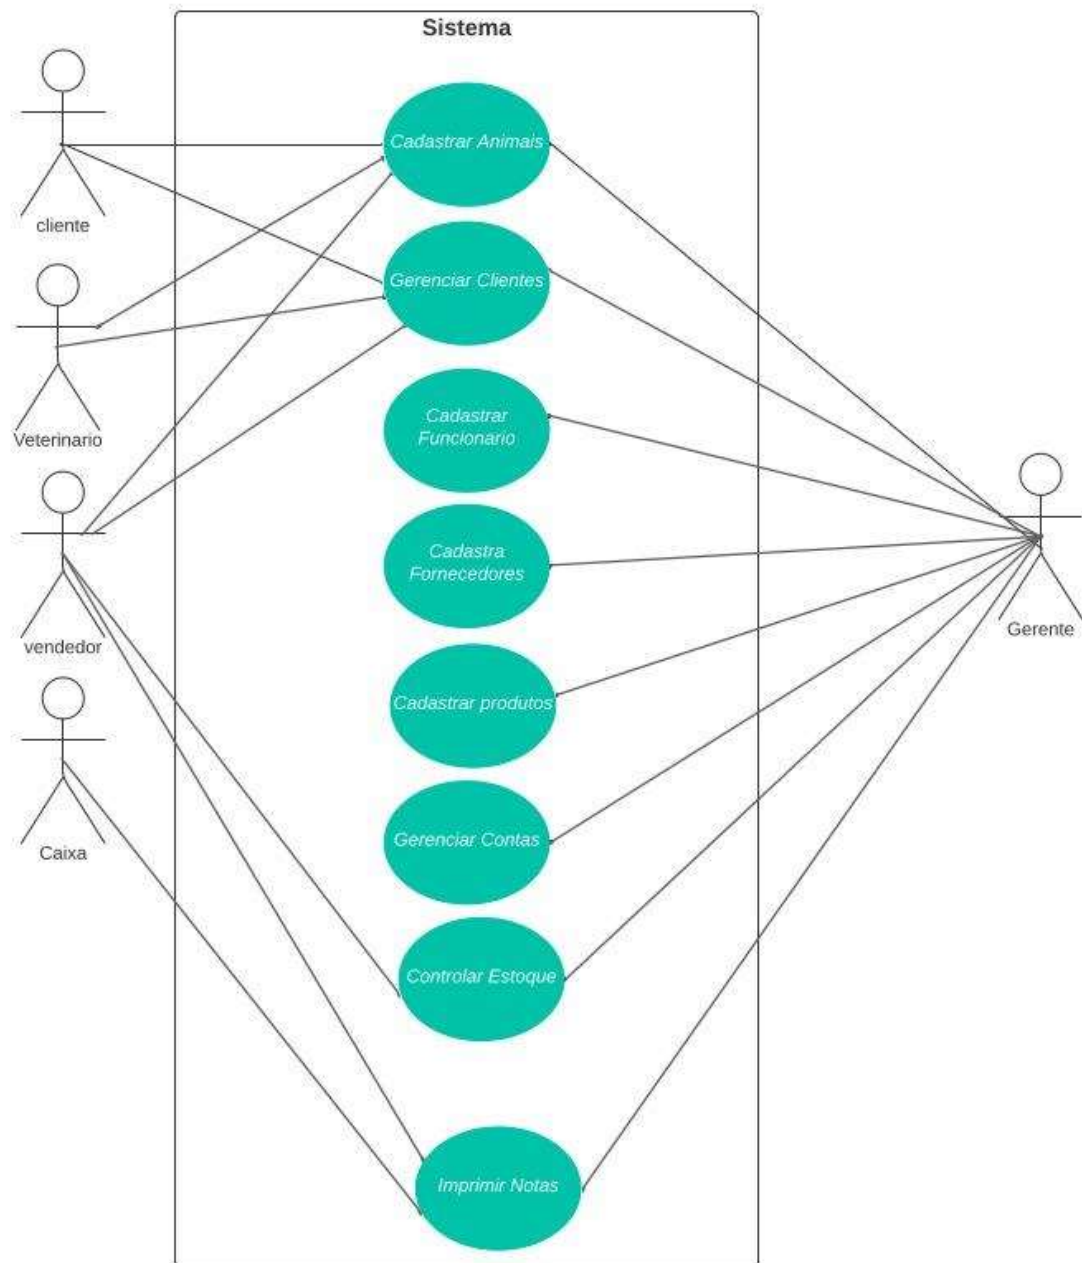 Sistema
cliente
Veterinario
vendedor
Caixa
Cadastrar Animais
Gerenciar Clientes
Cadastrar
Funcionario
Cadastra
Fornecedores
Cadastrar produtos
Gerenciar Contas
Controlar Estoque
Imprimir Notas
Gerente